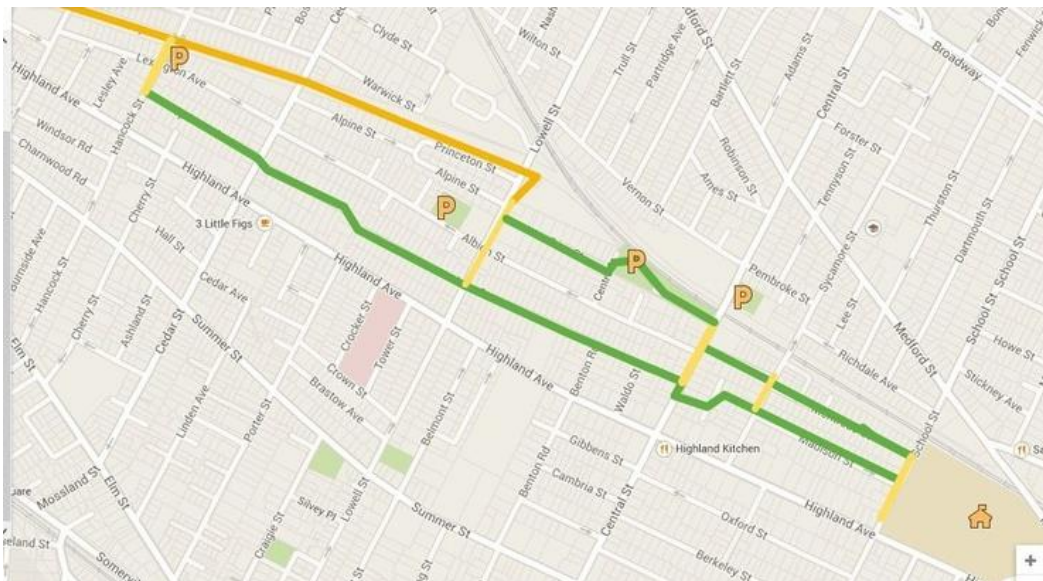 Clyde St
Wilton St
Trull St
Partridge Ave
Medford St
Bartlett St
Adams St
Central St
Broadway
Lesley Ave
Lexington Ave
Warwick St
Lowell St
Forster St
Highland Ave
Hancock St
Alpine St
Princeton St
Robinson St
Windsor Rd
Charnwood Rd
Alpine St
Vernon St
Ames St
Tennyson St
Thurston St
Dartmouth St
Cherry St
Highland Ave
3 Little Figs
Hall St
Albion St
Sycamore St
School St
Burnside Ave
Hancock St
Cedar Ave
Highland Ave
Central
Pembroke St
Cherry St
Ashland St
Cedar St
Summer St
Crocker St
Tower St
Lee St
Medford St
Howe St
Elm St
Crown St
Brastow Ave
Highland Ave
Benton Rd
Waldo St
Richdale Ave
Stickney Ave
Linden Ave
Porter St
Belmont St
School St
Gibbens St
Highland Kitchen
Madison St
Mossland St
Elm St
Benton Rd
Cambria St
Silvey Pl
Lowell St
Summer St
Central St
Oxford St
Highland Ave
Craigie St
Berkeley St
P
P
P
P
+